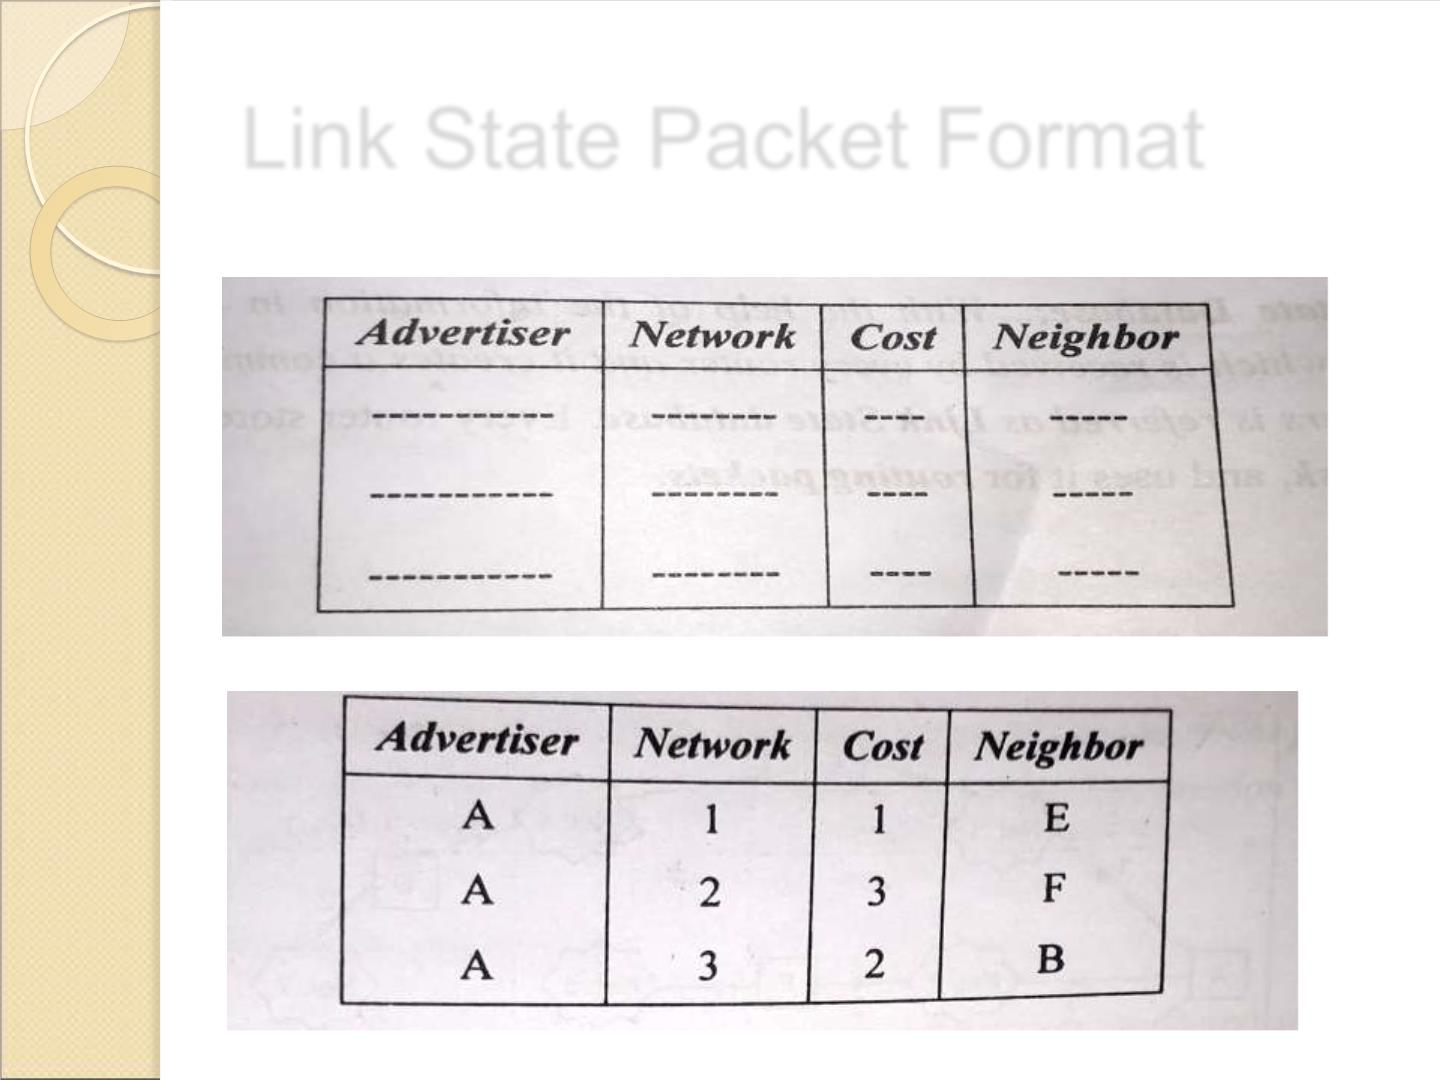 Link State Packet Format
Advertiser Network Cost Neighbor
----------- -------- ---- -----
----------- -------- ---- -----
----------- -------- ---- -----
Advertiser Network Cost Neighbor
A 1 1 E
A 2 3 F
A 3 2 B